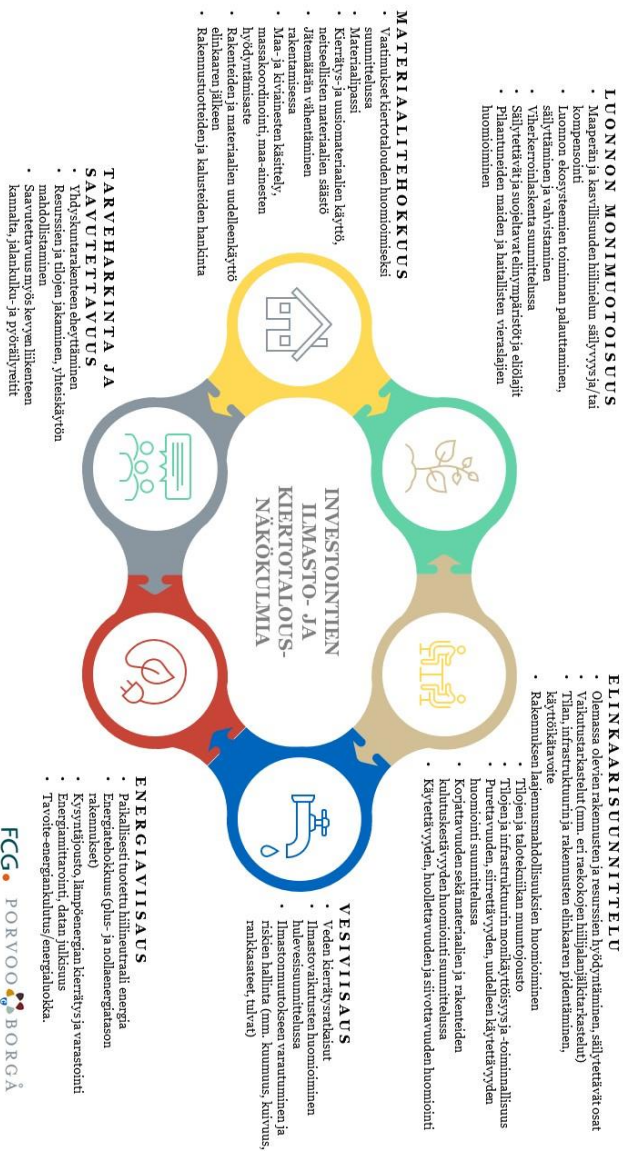 LUONNON MONIMUOTOISUUS
• Maaperän ja kasvillisuuden hiilinielun säilyvyys ja/tai
kompensointi
• Luonnon ekosysteemien toiminnan palauttaminen,
säilyttäminen ja vahvistaminen
• Viherkerroinlaskenta suunnittelussa
• Säilytettävät ja suojeltavat elinympäristöt ja eliölajit
• Pilaantuneiden maiden ja haitallisten vieraslajien
huomioiminen
ELINKAARISUUNNITTELU
• Olemassa olevien rakennusten ja resurssien hyödyntäminen, säilytettävät osat
• Vaikutustarkastelut (mm. eri raekokojen hiilijalanjälkitarkastelut)
• Tilan, infrastruktuurin ja rakennusten elinkaaren pidentäminen,
käyttöikätavoite
• Rakennuksen laajennusmahdollisuuksien huomioiminen
• Tilojen ja talotekniikan muuntojousto
• Tilojen ja infrastruktuurin monikäyttöisyys ja -toiminnallisuus
• Purettavuuden, siirrettävyyden, uudelleen käytettävyyden
huomiointi suunnittelussa
• Korjattavuuden sekä materiaalien ja rakenteiden
kulutuskestävyyden huomiointi suunnittelussa
• Käytettävyyden, huollettavuuden ja siivottavuuden huomiointi
MATERIAALITEHOKKUUS
• Vaatimukset kiertotalouden huomioimiseksi
suunnittelussa
• Materiaalipassi
• Kierrätys- ja uusiomateriaalien käyttö,
neitseellisten materiaalien säästö
• Jätemäärän vähentäminen
rakentamisessa
• Maa- ja kiviainesten käsittely,
massakoordinointi, maa-ainesten
hyödyntämisaste
• Rakenteiden ja materiaalien uudelleenkäyttö
elinkaaren jälkeen
• Rakennustuotteiden ja kalusteiden hankinta
INVESTOINTIEN
ILMASTO- JA
KIERTOTALOUS-
NÄKÖKULMIA
VESIVIISAUS
• Veden kierrätysratkaisut
• Ilmastovaikutusten huomioiminen
hulevesisuunnittelussa
• Ilmastonmuutokseen varautuminen ja
riskien hallinta (mm. kuumuus, kuivuus,
rankkasateet, tulvat)
TARVEHARKINTA JA
SAAVUTETTAVUUS
• Yhdyskuntarakenteen eheyttäminen
• Resurssien ja tilojen jakaminen, yhteiskäytön
mahdollistaminen
• Saavutettavuus myös kevyen liikenteen
kannalta, jalankulku- ja pyöräilyreitit
ENERGIAVIISAUS
• Paikallisesti tuotettu hiilineutraali energia
• Energiatehokkuus (plus- ja nollaenergiatason
rakennukset)
• Kysyntäjousto, lämpöenergian kierrätys ja varastointi
• Energiamittarointi, datan julkisuus
• Tavoite-energiankulutus/energialuokka.
FCG. PORVOO BORGÅ